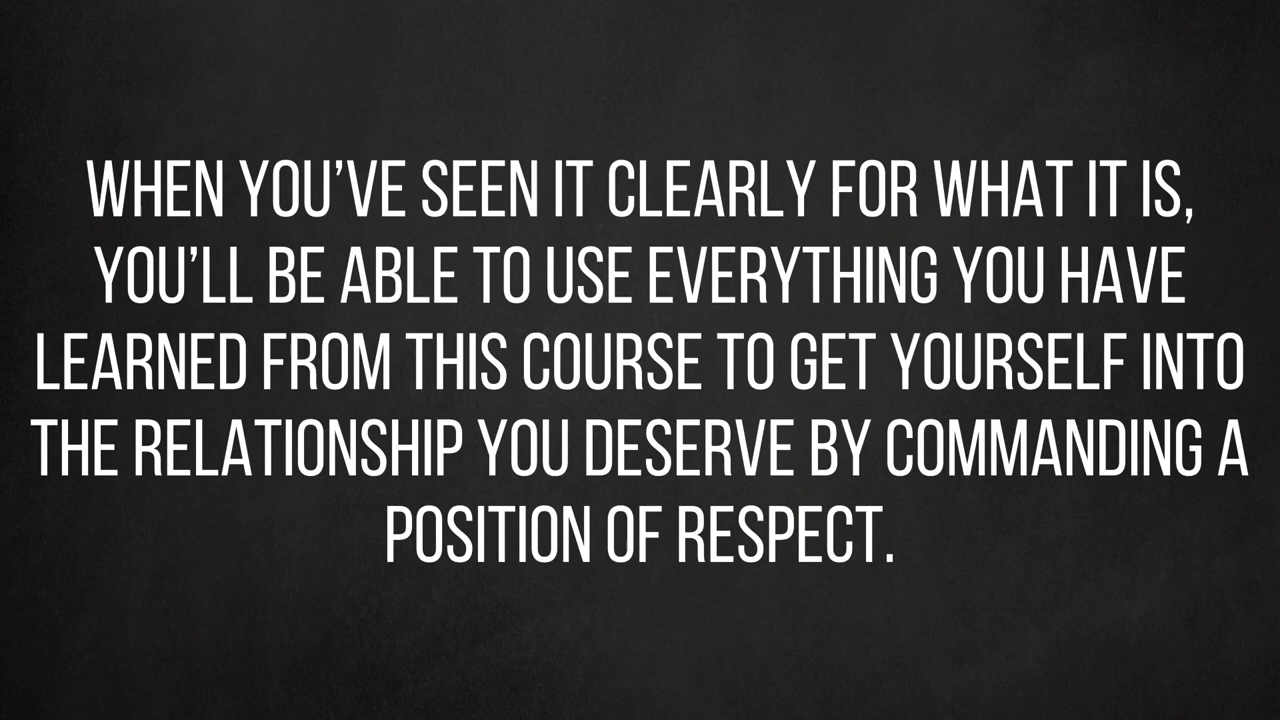 WHEN YOU'VE SEEN IT CLEARLY FOR WHAT IT IS,
YOU'LL BE ABLE TO USE EVERYTHING YOU HAVE
LEARNED FROM THIS COURSE TO GET YOURSELF INTO
THE RELATIONSHIP YOU DESERVE BY COMMANDING A
POSITION OF RESPECT.